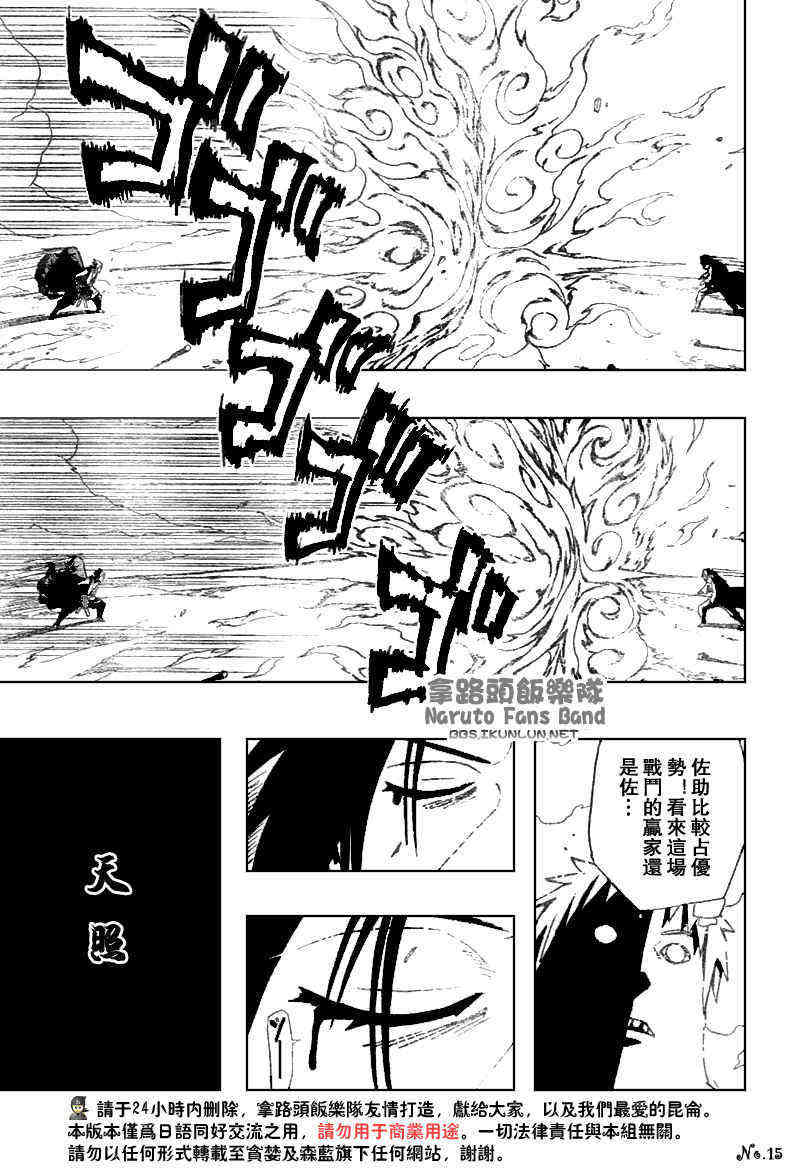 ゴゴゴゴゴ
拿路頭飯樂隊
Naruto Fans Band
BBS.IKUNLUN.NET
佐助比較占優
勢！看來這場
戰鬥的贏家還
是佐…
天照
請于24小時内删除，拿路頭飯樂隊友情打造，獻給大家，以及我們最愛的昆侖。
本版本僅爲日語同好交流之用，請勿用于商業用途。一切法律責任與本組無關。
請勿以任何形式轉載至貪婪及森藍旗下任何網站，謝謝。
No.15